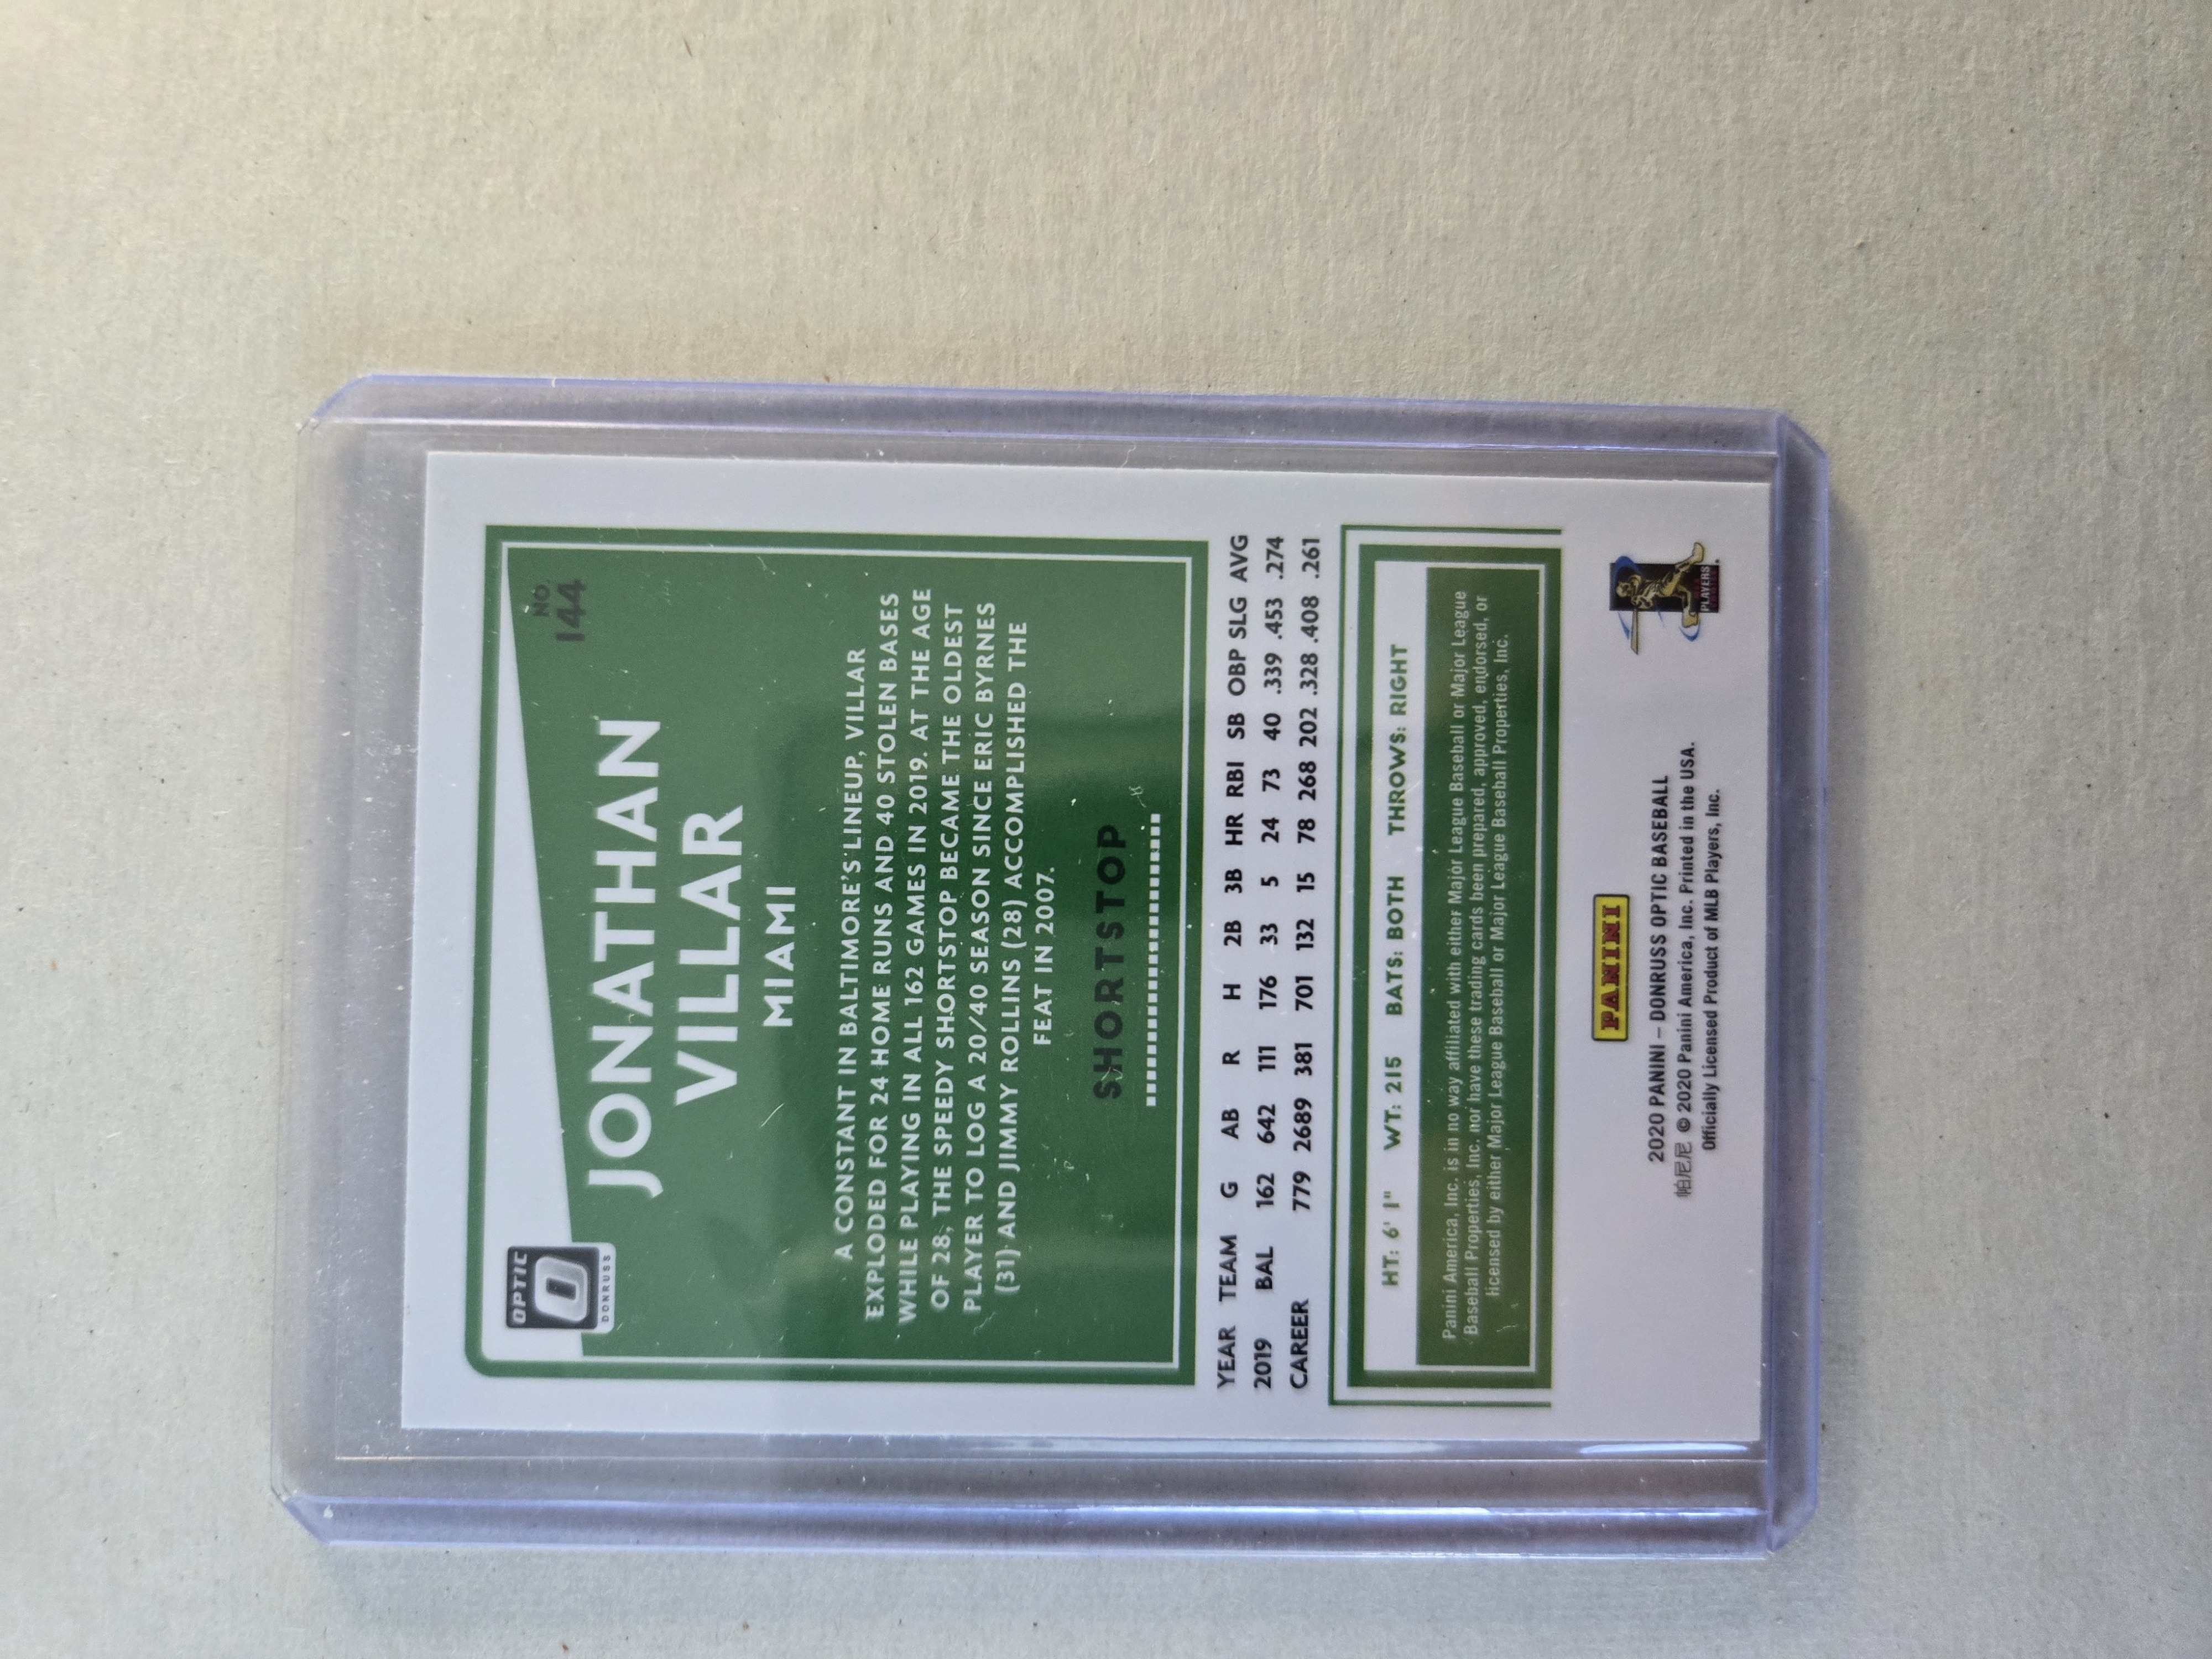 OPTIC
DONRUSS
NO.
144
JONATHAN
VILLAR
MIAMI
A CONSTANT IN BALTIMORE'S LINEUP, VILLAR
EXPLODED FOR 24 HOME RUNS AND 40 STOLEN BASES
WHILE PLAYING IN ALL 162 GAMES IN 2019. AT THE AGE
OF 28, THE SPEEDY SHORTSTOP BECAME THE OLDEST
PLAYER TO LOG A 20/40 SEASON SINCE ERIC BYRNES
(31) AND JIMMY ROLLINS (28) ACCOMPLISHED THE
FEAT IN 2007.
SHORTSTOP
YEAR TEAM G AB R H 2B 3B HR RBI SB OBP SLG AVG
2019 BAL 162 642 111 176 33 5 24 73 40 .339 .453 .274
CAREER 779 2689 381 701 132 15 78 268 202 .328 .408 .261
HT: 6' 1" WT: 215 BATS: BOTH THROWS: RIGHT
Panini America, Inc. is in no way affiliated with either Major League Baseball or Major League
Baseball Properties, Inc. nor have these trading cards been prepared, approved, endorsed, or
licensed by either Major League Baseball or Major League Baseball Properties, Inc.
PANINI
2020 PANINI – DONRUSS OPTIC BASEBALL
帕尼尼 © 2020 Panini America, Inc. Printed in the USA.
Officially Licensed Product of MLB Players, Inc.
PLAYERS